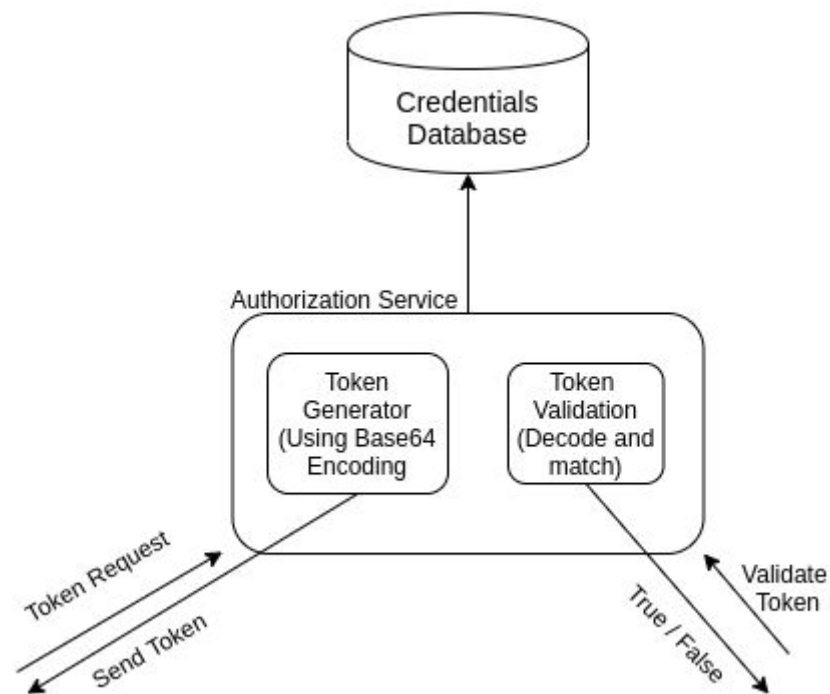 Credentials
Database
Authorization Service
Token
Generator
(Using Base64
Encoding
Token
Validation
(Decode and
match)
Token Request
Send Token
True / False
Validate
Token